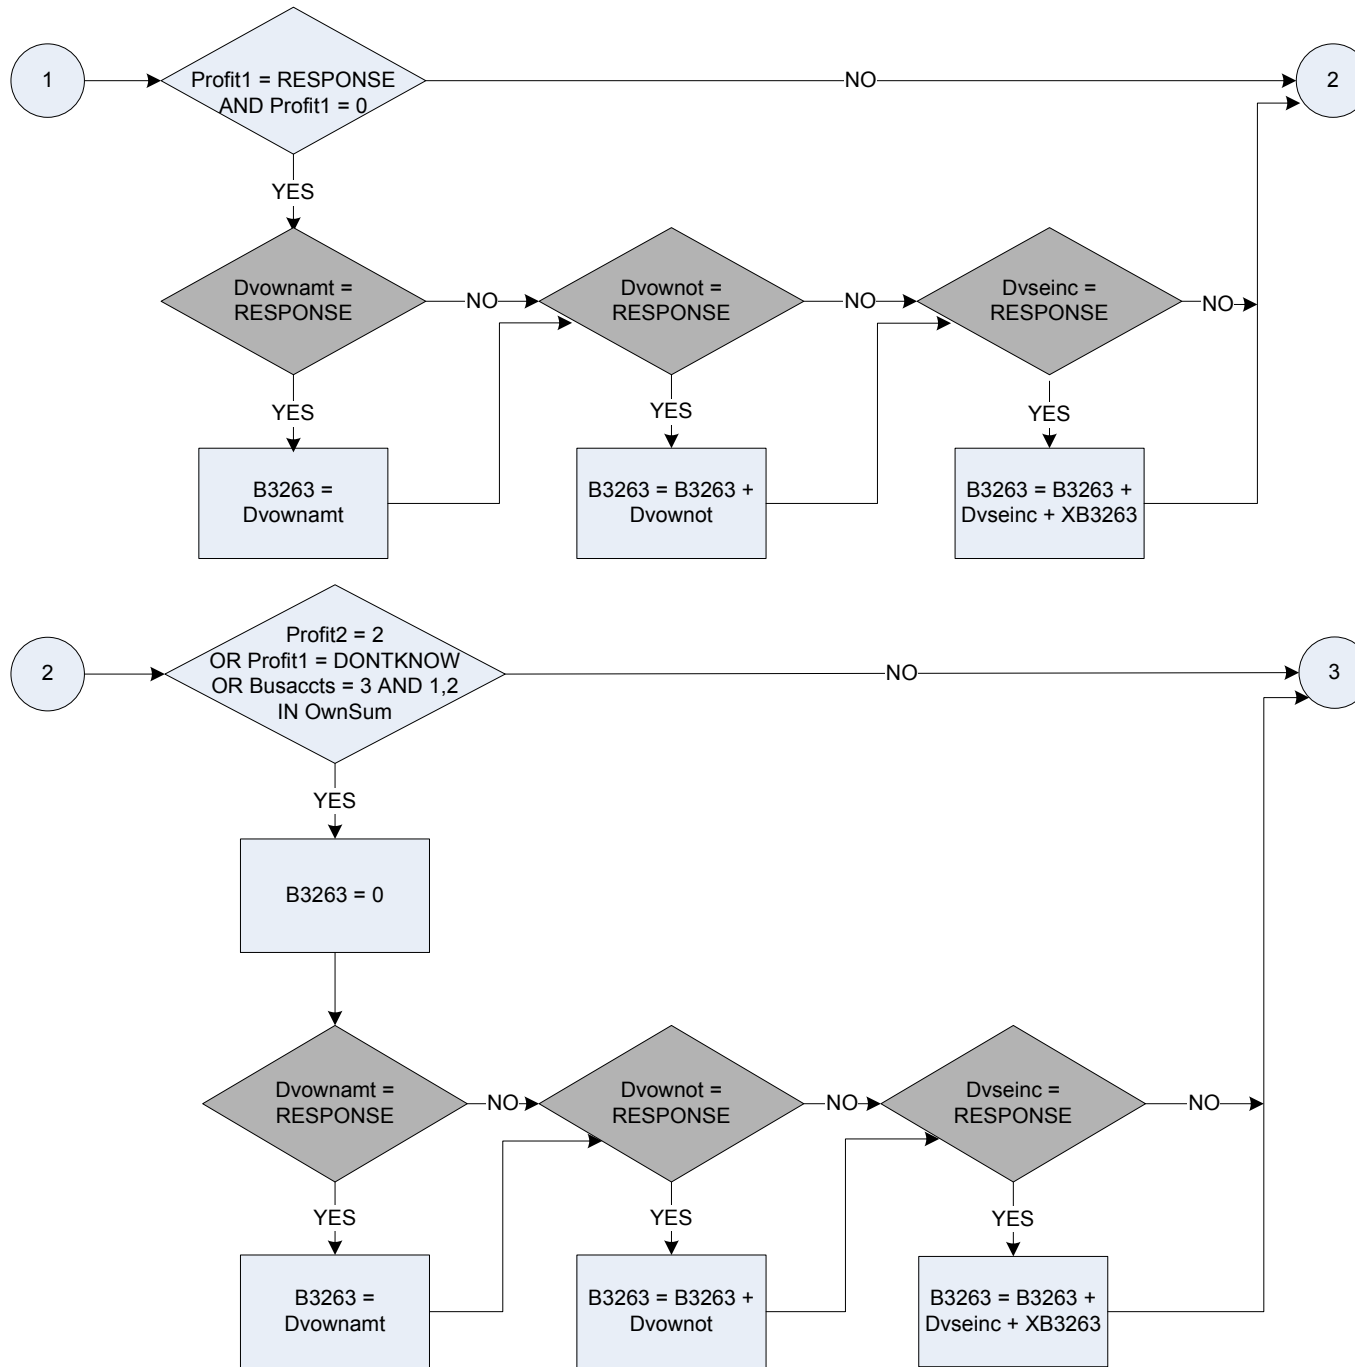 1
Profit1 = RESPONSE
AND Profit1 = 0
NO
2
YES
Dvownamt =
RESPONSE
NO
Dvownot =
RESPONSE
NO
Dvseinc =
RESPONSE
NO
YES
YES
YES
B3263 =
Dvownamt
B3263 = B3263 +
Dvownot
B3263 = B3263 +
Dvseinc + XB3263
2
Profit2 = 2
OR Profit1 = DONTKNOW
OR Busaccts = 3 AND 1,2
IN OwnSum
NO
3
YES
B3263 = 0
Dvownamt =
RESPONSE
NO
Dvownot =
RESPONSE
NO
Dvseinc =
RESPONSE
NO
YES
YES
YES
B3263 =
Dvownamt
B3263 = B3263 +
Dvownot
B3263 = B3263 +
Dvseinc + XB3263